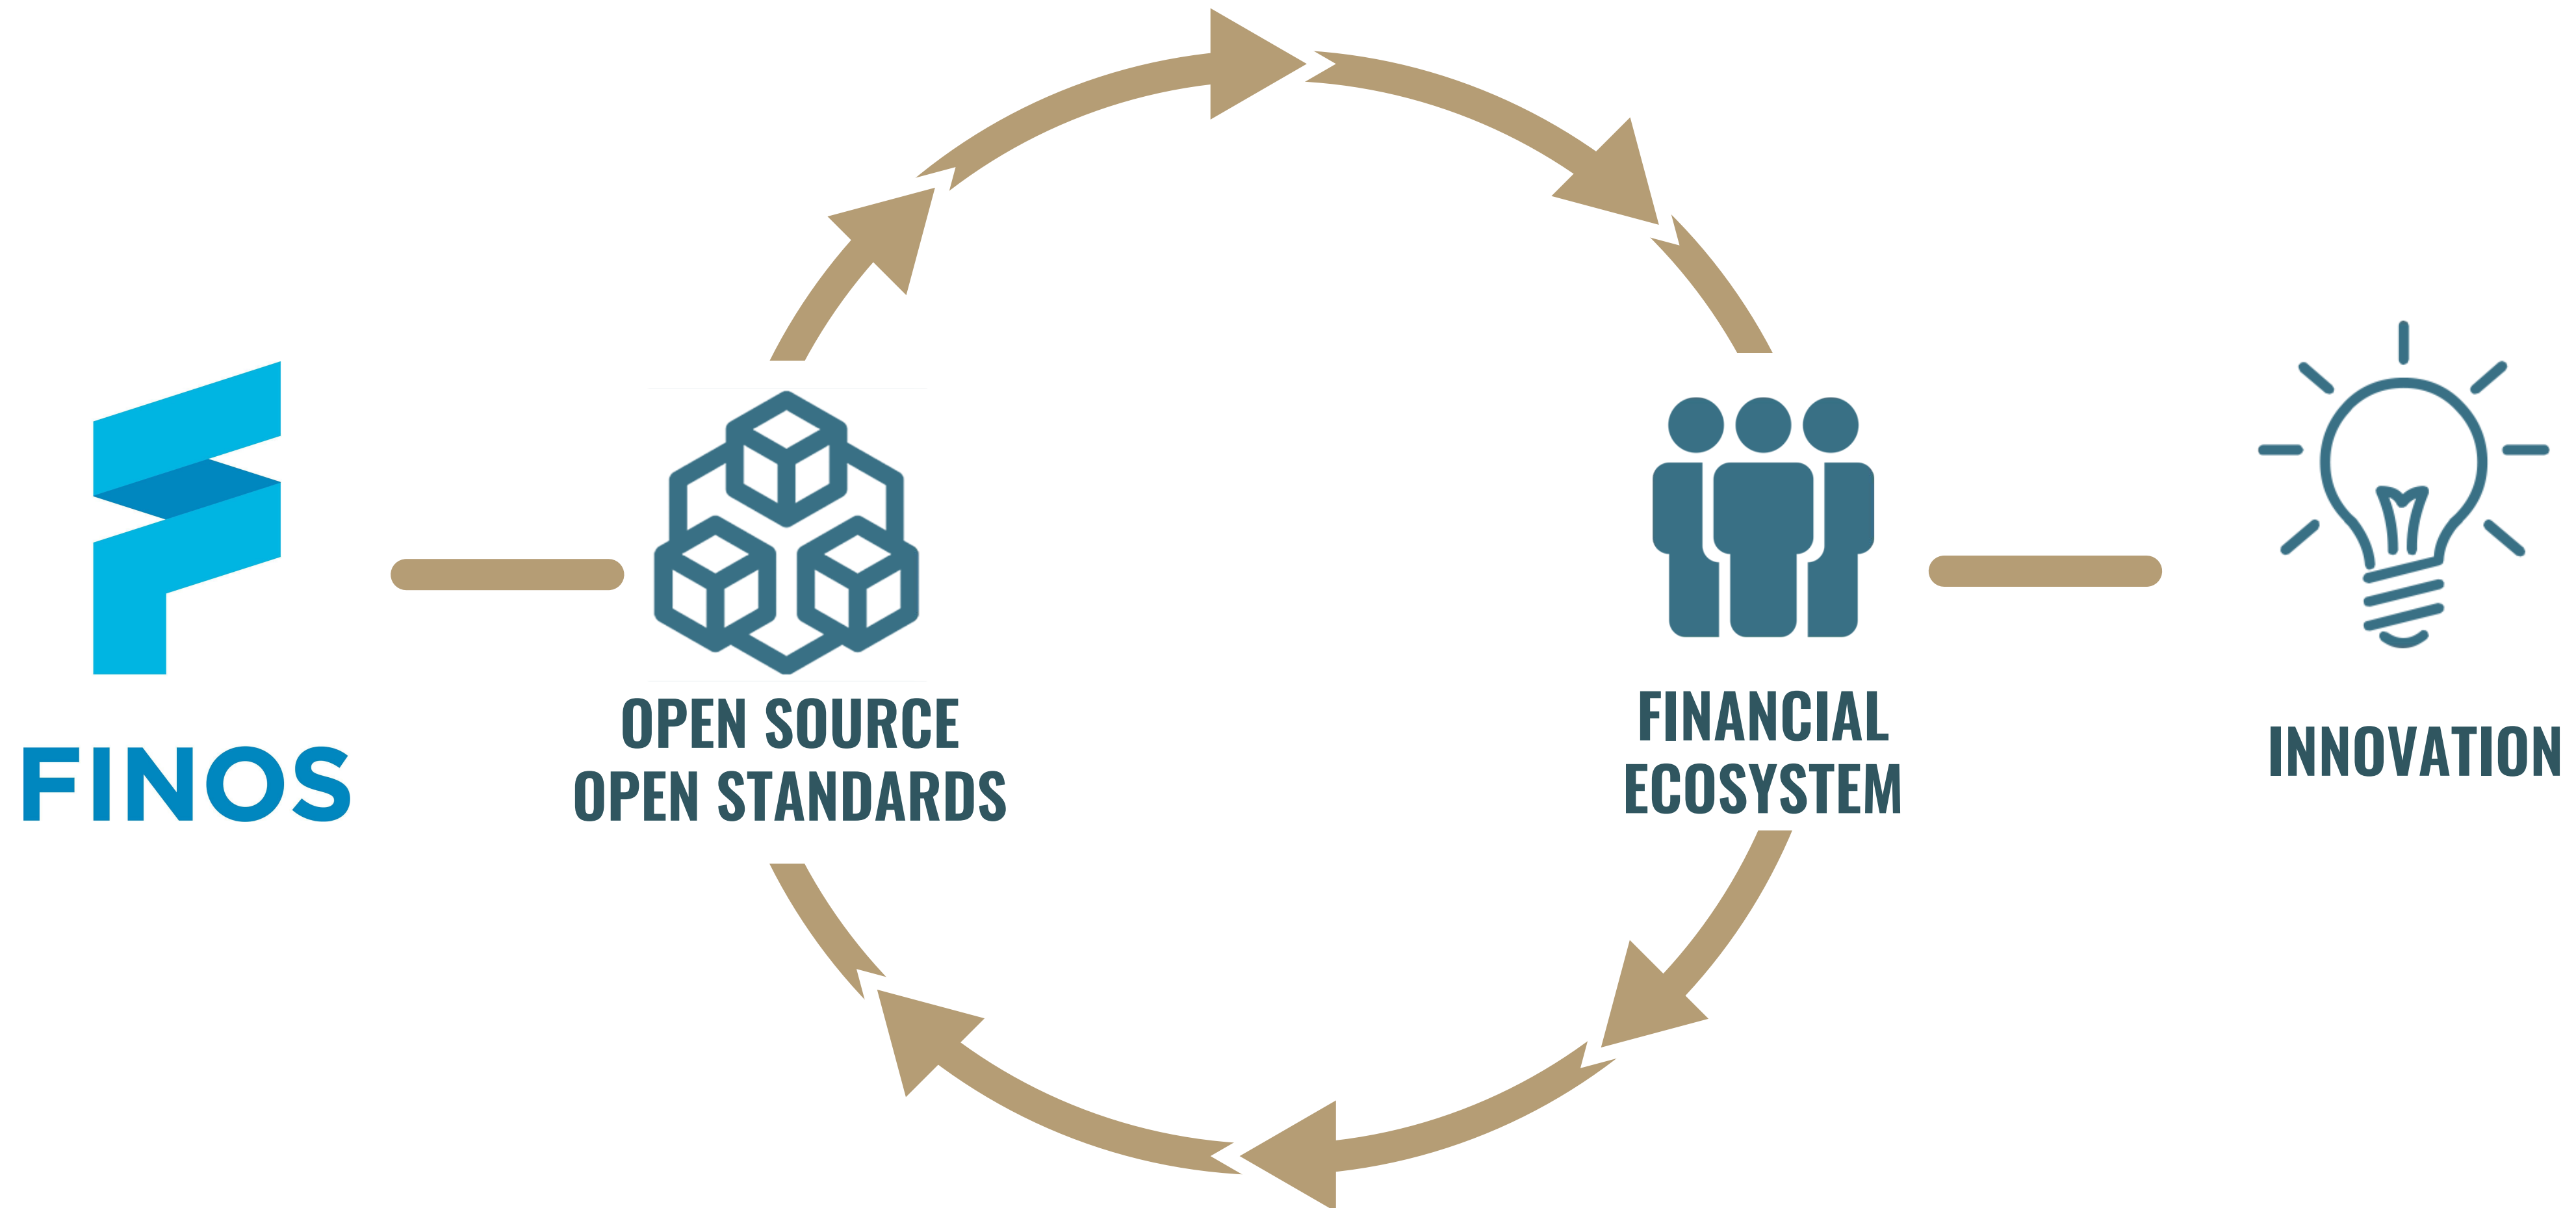 FINOS
OPEN SOURCE
OPEN STANDARDS
FINANCIAL
ECOSYSTEM
INNOVATION